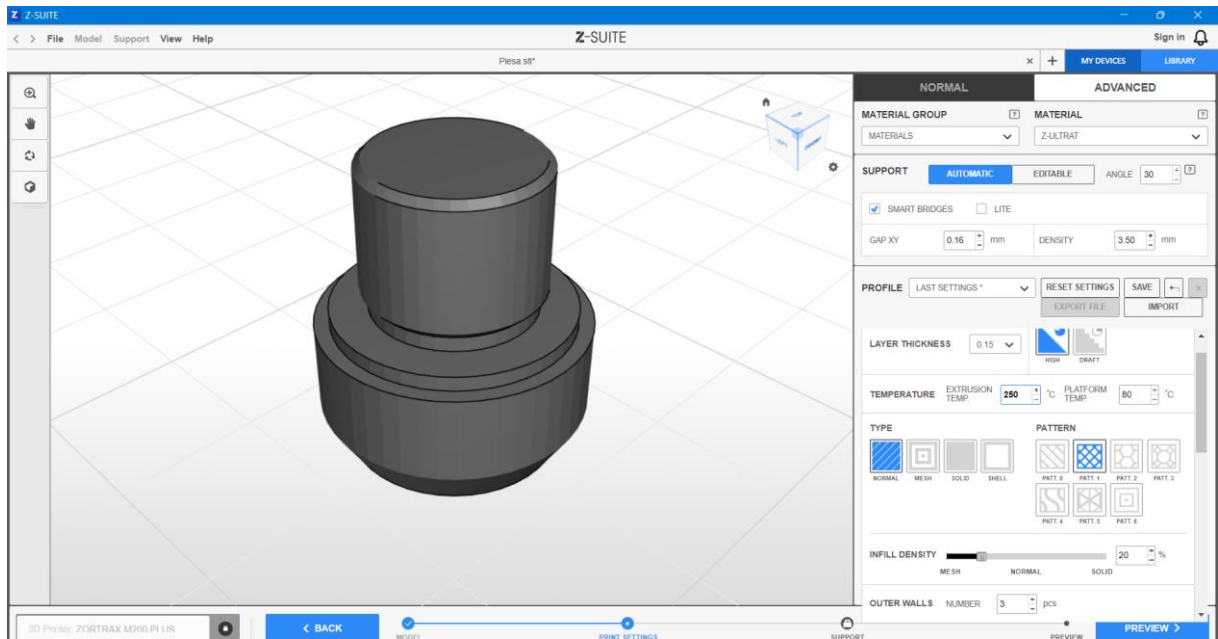 Z Z-SUITE
< > File Model Support View Help
Z-SUITE
Sign in
Piesa.stl*
× +
MY DEVICES
LIBRARY
NORMAL
ADVANCED
MATERIAL GROUP ?
MATERIAL ?
MATERIALS
Z-ULTRAT
SUPPORT AUTOMATIC EDITABLE ANGLE 30 ?
SMART BRIDGES LITE
GAP XY 0.16 mm DENSITY 3.50 mm
PROFILE LAST SETTINGS * RESET SETTINGS SAVE
EXPORT FILE IMPORT
LAYER THICKNESS 0.15
HIGH DRAFT
TEMPERATURE EXTRUSION TEMP. 250 °C PLATFORM TEMP. 80 °C
TYPE
PATTERN
NORMAL MESH SOLID SHELL
PATT. 0 PATT. 1 PATT. 2 PATT. 3
PATT. 4 PATT. 5 PATT. 6
INFILL DENSITY 20 %
MESH NORMAL SOLID
OUTER WALLS NUMBER 3 pcs
3D Printer: ZORTRAX M200 PLUS
< BACK
MODEL
PRINT SETTINGS
SUPPORT
PREVIEW
PREVIEW >